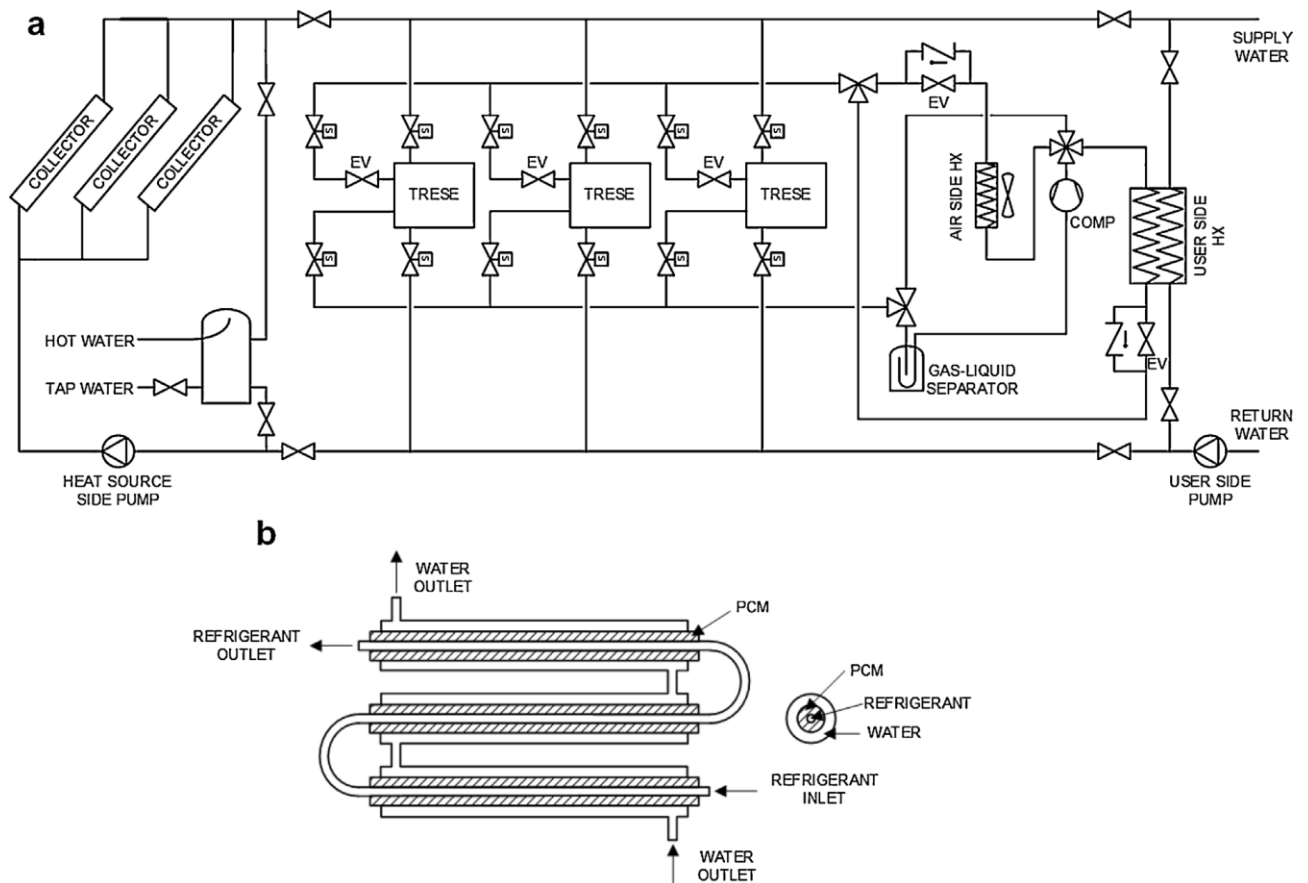 a
SUPPLY
WATER
COLLECTOR
COLLECTOR
COLLECTOR
S
S
S
S
S
S
EV
EV
EV
EV
TRESE
TRESE
TRESE
AIR SIDE HX
COMP
USER SIDE
HX
S
S
S
S
S
S
HOT WATER
TAP WATER
GAS-LIQUID
SEPARATOR
EV
HEAT SOURCE
SIDE PUMP
RETURN
WATER
USER SIDE
PUMP
b
WATER
OUTLET
PCM
REFRIGERANT
OUTLET
PCM
REFRIGERANT
WATER
REFRIGERANT
INLET
WATER
OUTLET